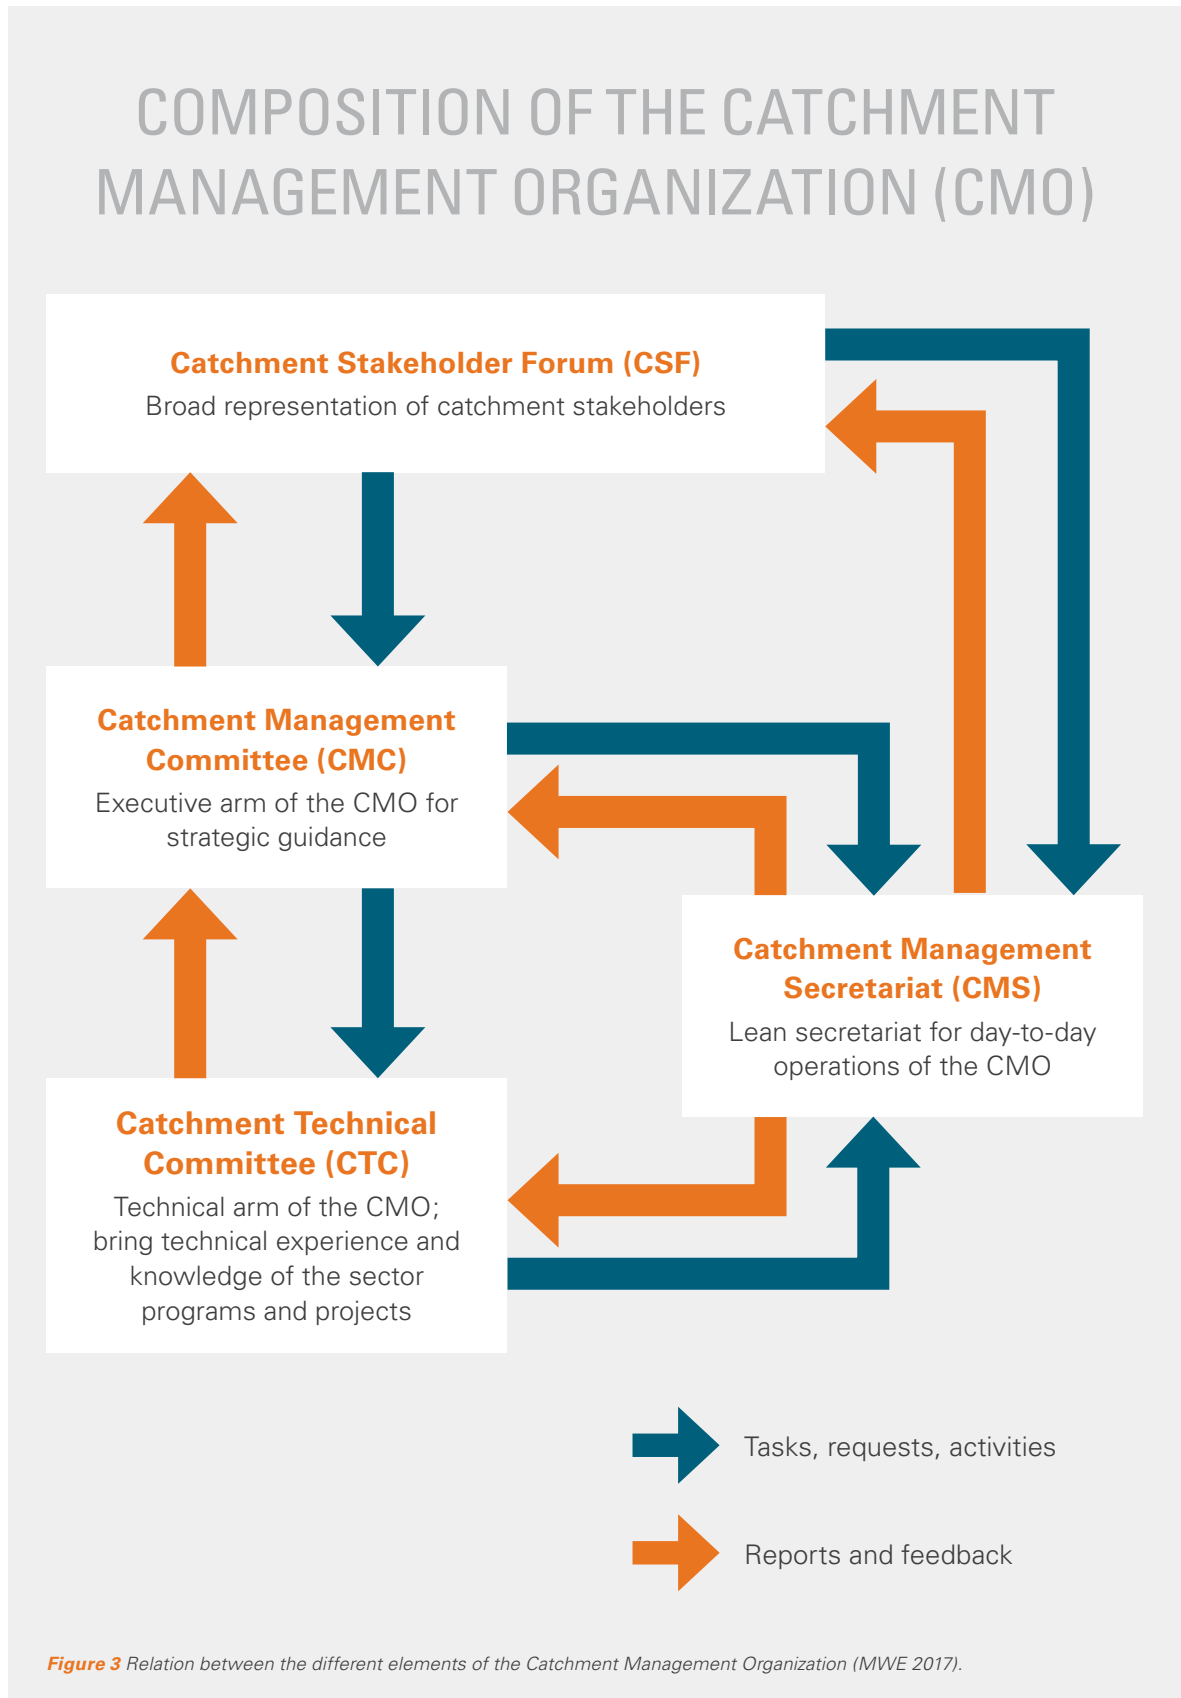 COMPOSITION OF THE CATCHMENT
MANAGEMENT ORGANIZATION (CMO)
Catchment Stakeholder Forum (CSF)
Broad representation of catchment stakeholders
Catchment Management
Committee (CMC)
Executive arm of the CMO for
strategic guidance
Catchment Management
Secretariat (CMS)
Lean secretariat for day-to-day
operations of the CMO
Catchment Technical
Committee (CTC)
Technical arm of the CMO;
bring technical experience and
knowledge of the sector
programs and projects
Tasks, requests, activities
Reports and feedback
Figure 3 Relation between the different elements of the Catchment Management Organization (MWE 2017).